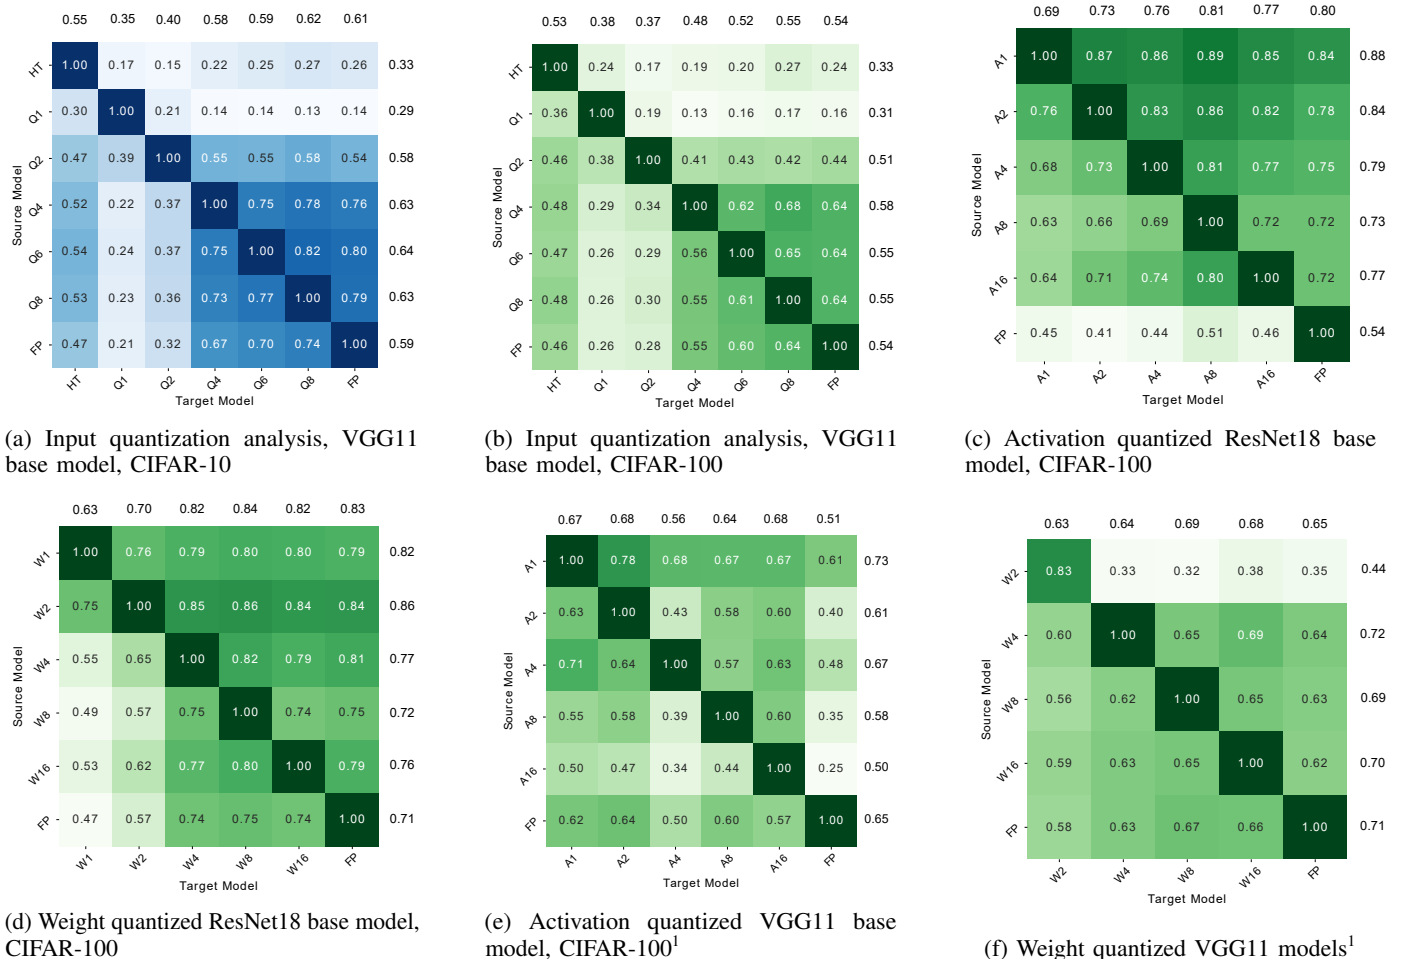 0.55 0.35 0.40 0.58 0.59 0.62 0.61
Source Model
HT 1.00 0.17 0.15 0.22 0.25 0.27 0.26 0.33
Q1 0.30 1.00 0.21 0.14 0.14 0.13 0.14 0.29
Q2 0.47 0.39 1.00 0.55 0.55 0.58 0.54 0.58
Q4 0.52 0.22 0.37 1.00 0.75 0.78 0.76 0.63
Q6 0.54 0.24 0.37 0.75 1.00 0.82 0.80 0.64
Q8 0.53 0.23 0.36 0.73 0.77 1.00 0.79 0.63
FP 0.47 0.21 0.32 0.67 0.70 0.74 1.00 0.59
HT Q1 Q2 Q4 Q6 Q8 FP
Target Model
(a) Input quantization analysis, VGG11
base model, CIFAR-10
0.53 0.38 0.37 0.48 0.52 0.55 0.54
Source Model
HT 1.00 0.24 0.17 0.19 0.20 0.27 0.24 0.33
Q1 0.36 1.00 0.19 0.13 0.16 0.17 0.16 0.31
Q2 0.46 0.38 1.00 0.41 0.43 0.42 0.44 0.51
Q4 0.48 0.29 0.34 1.00 0.62 0.68 0.64 0.58
Q6 0.47 0.26 0.29 0.56 1.00 0.65 0.64 0.55
Q8 0.48 0.26 0.30 0.55 0.61 1.00 0.64 0.55
FP 0.46 0.26 0.28 0.55 0.60 0.64 1.00 0.54
HT Q1 Q2 Q4 Q6 Q8 FP
Target Model
(b) Input quantization analysis, VGG11
base model, CIFAR-100
0.69 0.73 0.76 0.81 0.77 0.80
Source Model
A1 1.00 0.87 0.86 0.89 0.85 0.84 0.88
A2 0.76 1.00 0.83 0.86 0.82 0.78 0.84
A4 0.68 0.73 1.00 0.81 0.77 0.75 0.79
A8 0.63 0.66 0.69 1.00 0.72 0.72 0.73
A16 0.64 0.71 0.74 0.80 1.00 0.72 0.77
FP 0.45 0.41 0.44 0.51 0.46 1.00 0.54
A1 A2 A4 A8 A16 FP
Target Model
(c) Activation quantized ResNet18 base
model, CIFAR-100
0.63 0.70 0.82 0.84 0.82 0.83
Source Model
W1 1.00 0.76 0.79 0.80 0.80 0.79 0.82
W2 0.75 1.00 0.85 0.86 0.84 0.84 0.86
W4 0.55 0.65 1.00 0.82 0.79 0.81 0.77
W8 0.49 0.57 0.75 1.00 0.74 0.75 0.72
W16 0.53 0.62 0.77 0.80 1.00 0.79 0.76
FP 0.47 0.57 0.74 0.75 0.74 1.00 0.71
W1 W2 W4 W8 W16 FP
Target Model
(d) Weight quantized ResNet18 base model,
CIFAR-100
0.67 0.68 0.56 0.64 0.68 0.51
Source Model
A1 1.00 0.78 0.68 0.67 0.67 0.61 0.73
A2 0.63 1.00 0.43 0.58 0.60 0.40 0.61
A4 0.71 0.64 1.00 0.57 0.63 0.48 0.67
A8 0.55 0.58 0.39 1.00 0.60 0.35 0.58
A16 0.50 0.47 0.34 0.44 1.00 0.25 0.50
FP 0.62 0.64 0.50 0.60 0.57 1.00 0.65
A1 A2 A4 A8 A16 FP
Target Model
(e) Activation quantized VGG11 base
model, CIFAR-100¹
0.63 0.64 0.69 0.68 0.65
Source Model
W2 0.83 0.33 0.32 0.38 0.35 0.44
W4 0.60 1.00 0.65 0.69 0.64 0.72
W8 0.56 0.62 1.00 0.65 0.63 0.69
W16 0.59 0.63 0.65 1.00 0.62 0.70
FP 0.58 0.63 0.67 0.66 1.00 0.71
W2 W4 W8 W16 FP
Target Model
(f) Weight quantized VGG11 models¹